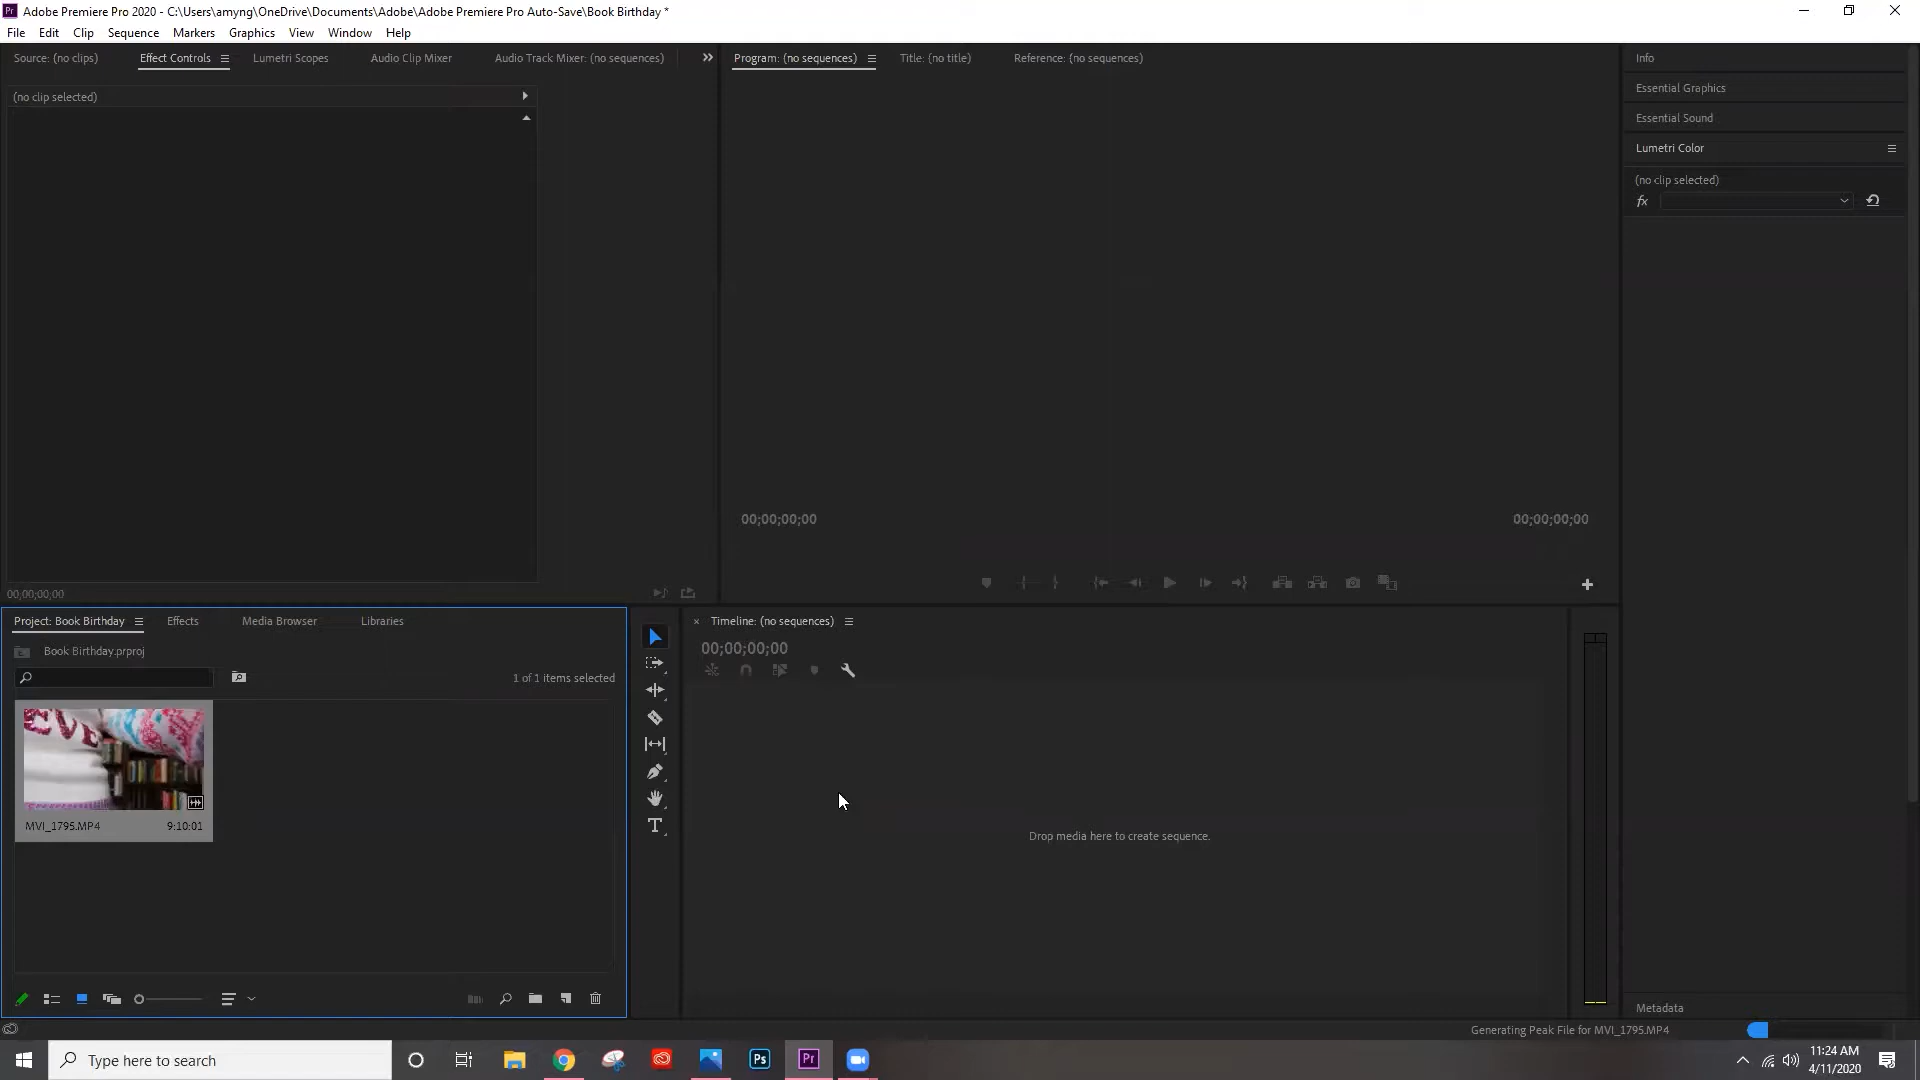 Adobe Premiere Pro 2020 - C:\Users\amyng\OneDrive\Documents\Adobe\Adobe Premiere Pro Auto-Save\Book Birthday *
File Edit Clip Sequence Markers Graphics View Window Help
Source: (no clips) Effect Controls Lumetri Scopes Audio Clip Mixer Audio Track Mixer: (no sequences) Program: (no sequences) Title: (no title) Reference: (no sequences) Info
Essential Graphics
(no clip selected)
Essential Sound
Lumetri Color
(no clip selected)
fx
00;00;00;00 00;00;00;00
00;00;00;00
Project: Book Birthday Effects Media Browser Libraries
Book Birthday.prproj
1 of 1 items selected
MVI_1795.MP4 9:10:01
Timeline: (no sequences)
00;00;00;00
T
Drop media here to create sequence.
Metadata
Generating Peak File for MVI_1795.MP4
Type here to search
Ps Pr
11:24 AM
4/11/2020